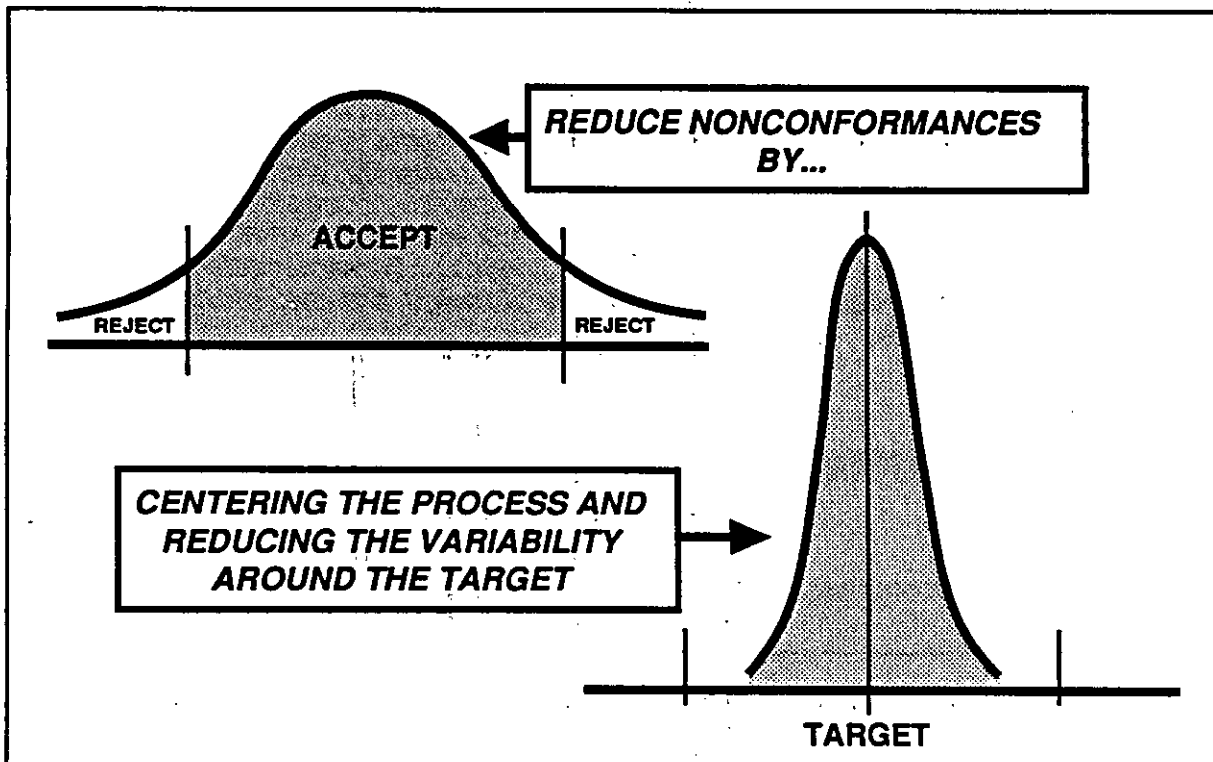 REDUCE NONCONFORMANCES
BY...
ACCEPT
REJECT
REJECT
CENTERING THE PROCESS AND
REDUCING THE VARIABILITY
AROUND THE TARGET
TARGET